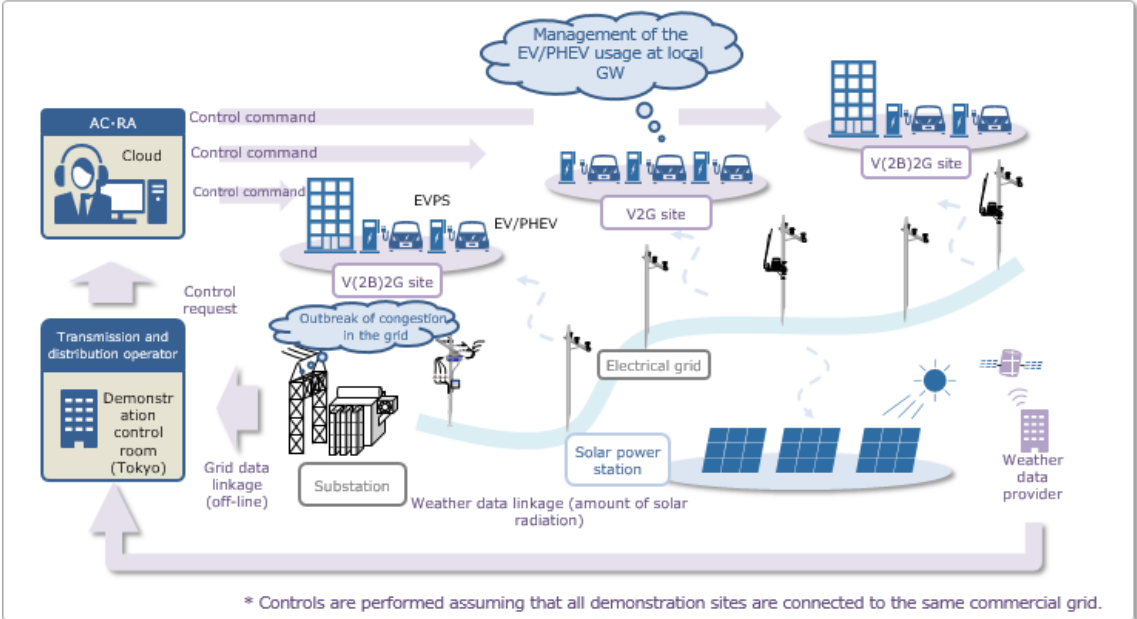 Management of the
EV/PHEV usage at local
GW
AC・RA
Cloud
Control command
Control command
Control command
EVPS
EV/PHEV
V(2B)2G site
V2G site
V(2B)2G site
Control
request
Outbreak of congestion
in the grid
Transmission and
distribution operator
Demonstr
ation
control
room
(Tokyo)
Electrical grid
Grid data
linkage
(off-line)
Substation
Solar power
station
Weather data linkage (amount of solar
radiation)
Weather
data
provider
* Controls are performed assuming that all demonstration sites are connected to the same commercial grid.